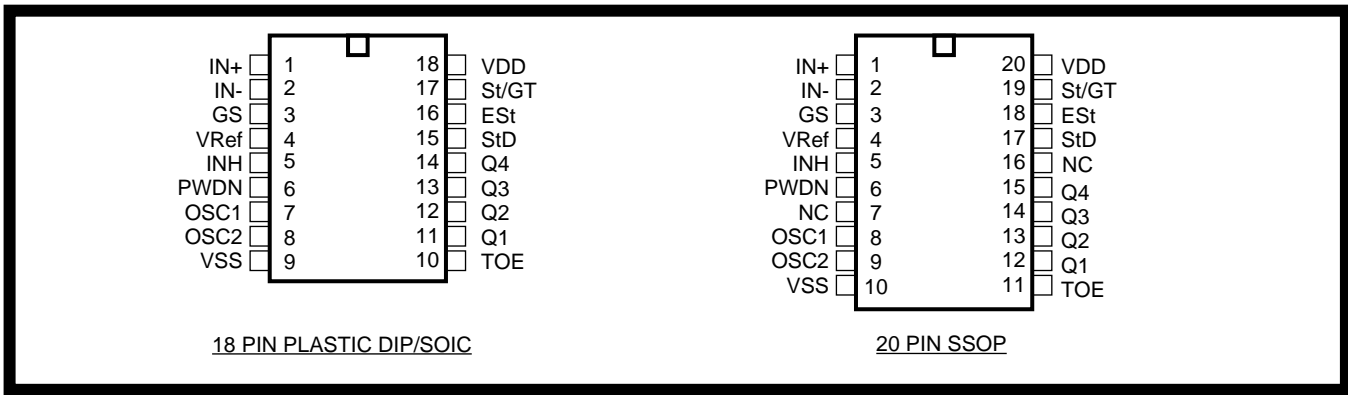 IN+ 1 18 VDD
IN- 2 17 St/GT
GS 3 16 ESt
VRef 4 15 StD
INH 5 14 Q4
PWDN 6 13 Q3
OSC1 7 12 Q2
OSC2 8 11 Q1
VSS 9 10 TOE
18 PIN PLASTIC DIP/SOIC
IN+ 1 20 VDD
IN- 2 19 St/GT
GS 3 18 ESt
VRef 4 17 StD
INH 5 16 NC
PWDN 6 15 Q4
NC 7 14 Q3
OSC1 8 13 Q2
OSC2 9 12 Q1
VSS 10 11 TOE
20 PIN SSOP